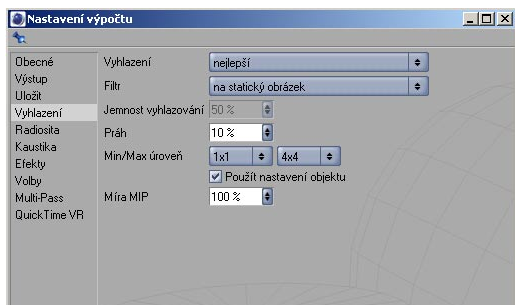 Nastavení výpočtu
Obecné
Výstup
Uložit
Vyhlazení
Radiosita
Kaustika
Efekty
Volby
Multi-Pass
QuickTime VR
Vyhlazení nejlepší
Filtr na statický obrázek
Jemnost vyhlazování 50 %
Práh 10 %
Min/Max úroveň 1x1 4x4
Použít nastavení objektu
Míra MIP 100 %